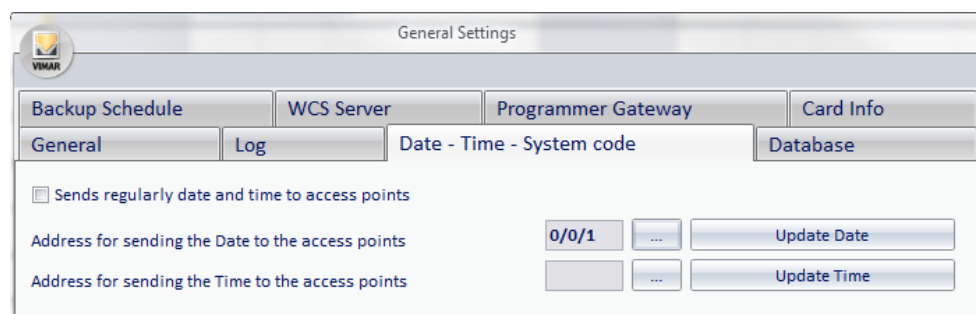 General Settings
VIMAR
Backup Schedule WCS Server Programmer Gateway Card Info
General Log Date - Time - System code Database
Sends regularly date and time to access points
Address for sending the Date to the access points 0/0/1 ... Update Date
Address for sending the Time to the access points ... Update Time